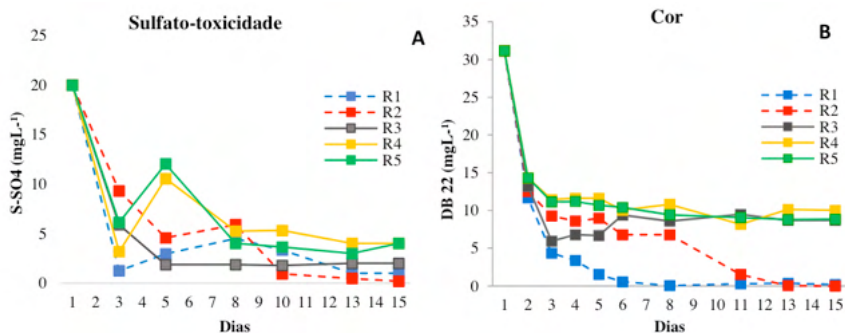 Sulfato-toxicidade
A
25
20
15
10
5
0
S-SO4 (mgL-¹)
R1
R2
R3
R4
R5
1 2 3 4 5 6 7 8 9 10 11 12 13 14 15
Dias
Cor
B
35
30
25
20
15
10
5
0
DB 22 (mgL-¹)
R1
R2
R3
R4
R5
1 2 3 4 5 6 7 8 9 10 11 12 13 14 15
Dias